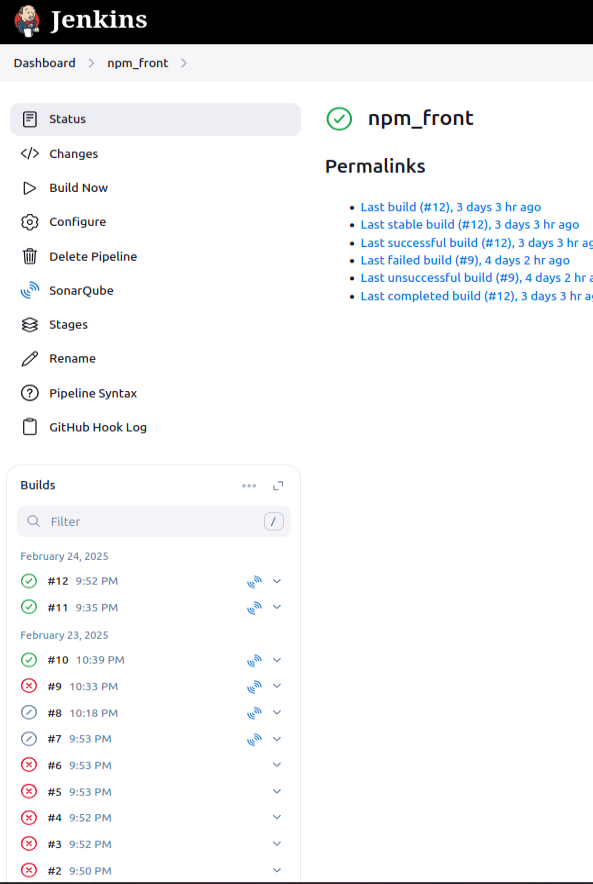 Jenkins
Dashboard > npm_front >
Status
Changes
Build Now
Configure
Delete Pipeline
SonarQube
Stages
Rename
Pipeline Syntax
GitHub Hook Log
npm_front
Permalinks
• Last build (#12), 3 days 3 hr ago
• Last stable build (#12), 3 days 3 hr ago
• Last successful build (#12), 3 days 3 hr ag
• Last failed build (#9), 4 days 2 hr ago
• Last unsuccessful build (#9), 4 days 2 hr a
• Last completed build (#12), 3 days 3 hr ag
Builds
Filter /
February 24, 2025
#12 9:52 PM
#11 9:35 PM
February 23, 2025
#10 10:39 PM
#9 10:33 PM
#8 10:18 PM
#7 9:53 PM
#6 9:53 PM
#5 9:53 PM
#4 9:52 PM
#3 9:52 PM
#2 9:50 PM